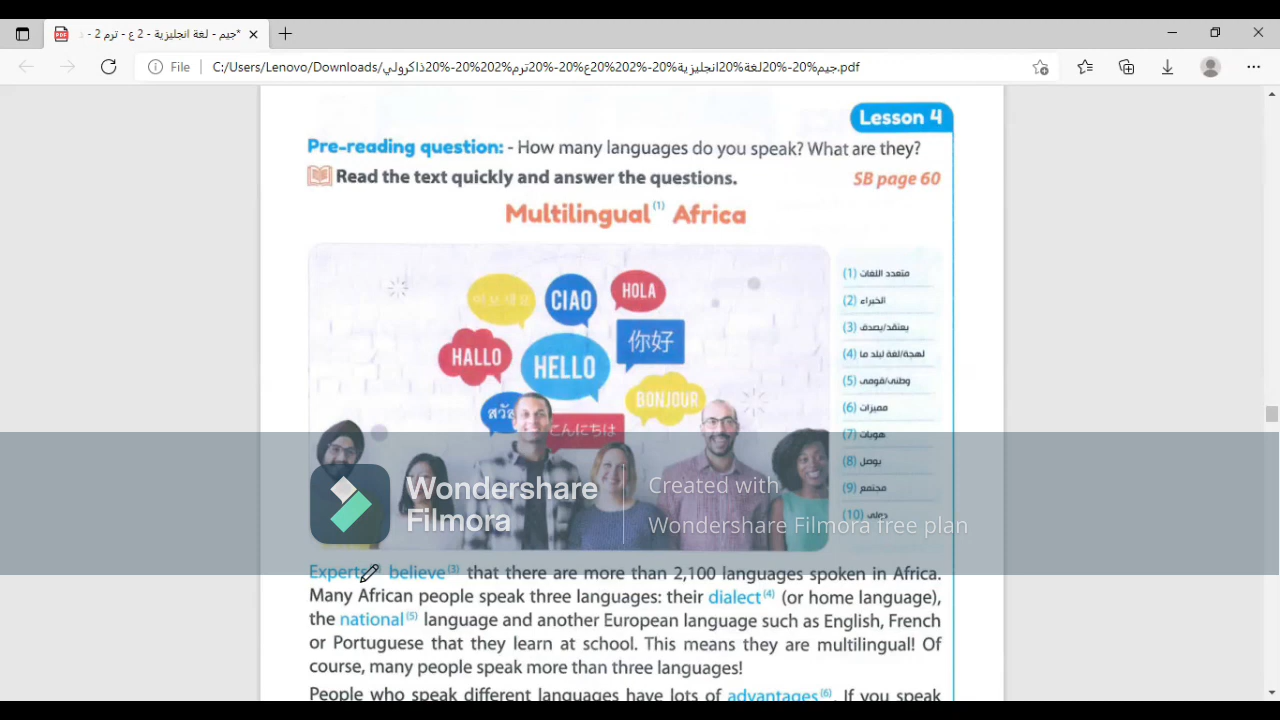 *جيم - لغة انجليزية - 2 ع - ترم 2 - د
File
C:/Users/Lenovo/Downloads/جيم%20-%20لغة%20انجليزية%20-%202%20ع%20-%20ترم%202%20-%20ذاكرولي.pdf
Lesson 4
Pre-reading question: - How many languages do you speak? What are they?
Read the text quickly and answer the questions.
SB page 60
Multilingual (1) Africa
여보세요
CIAO
HOLA
HALLO
HELLO
你好
BONJOUR
こんにちは
(1) متعدد اللغات
(2) الخبراء
(3) يعتقد/يصدق
(4) لهجة/لغة لبلد ما
(5) وطنى/قومى
(6) مميزات
(7) هويات
(8) يوصل
(9) مجتمع
(10) دولى
Wondershare
Filmora
Created with
Wondershare Filmora free plan
Experts believe (3) that there are more than 2,100 languages spoken in Africa.
Many African people speak three languages: their dialect (4) (or home language),
the national (5) language and another European language such as English, French
or Portuguese that they learn at school. This means they are multilingual! Of
course, many people speak more than three languages!
People who speak different languages have lots of advantages (6). If you speak